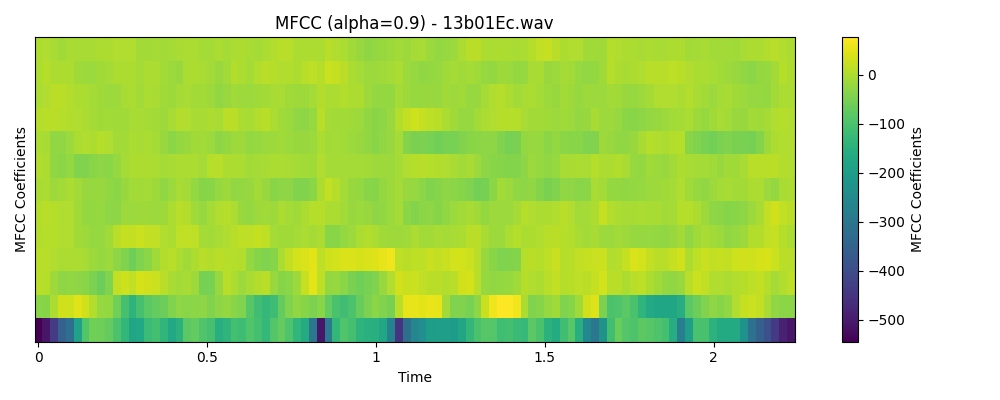 MFCC (alpha=0.9) - 13b01Ec.wav
MFCC Coefficients
0
0.5
1
1.5
2
Time
0
−100
−200
−300
−400
−500
MFCC Coefficients